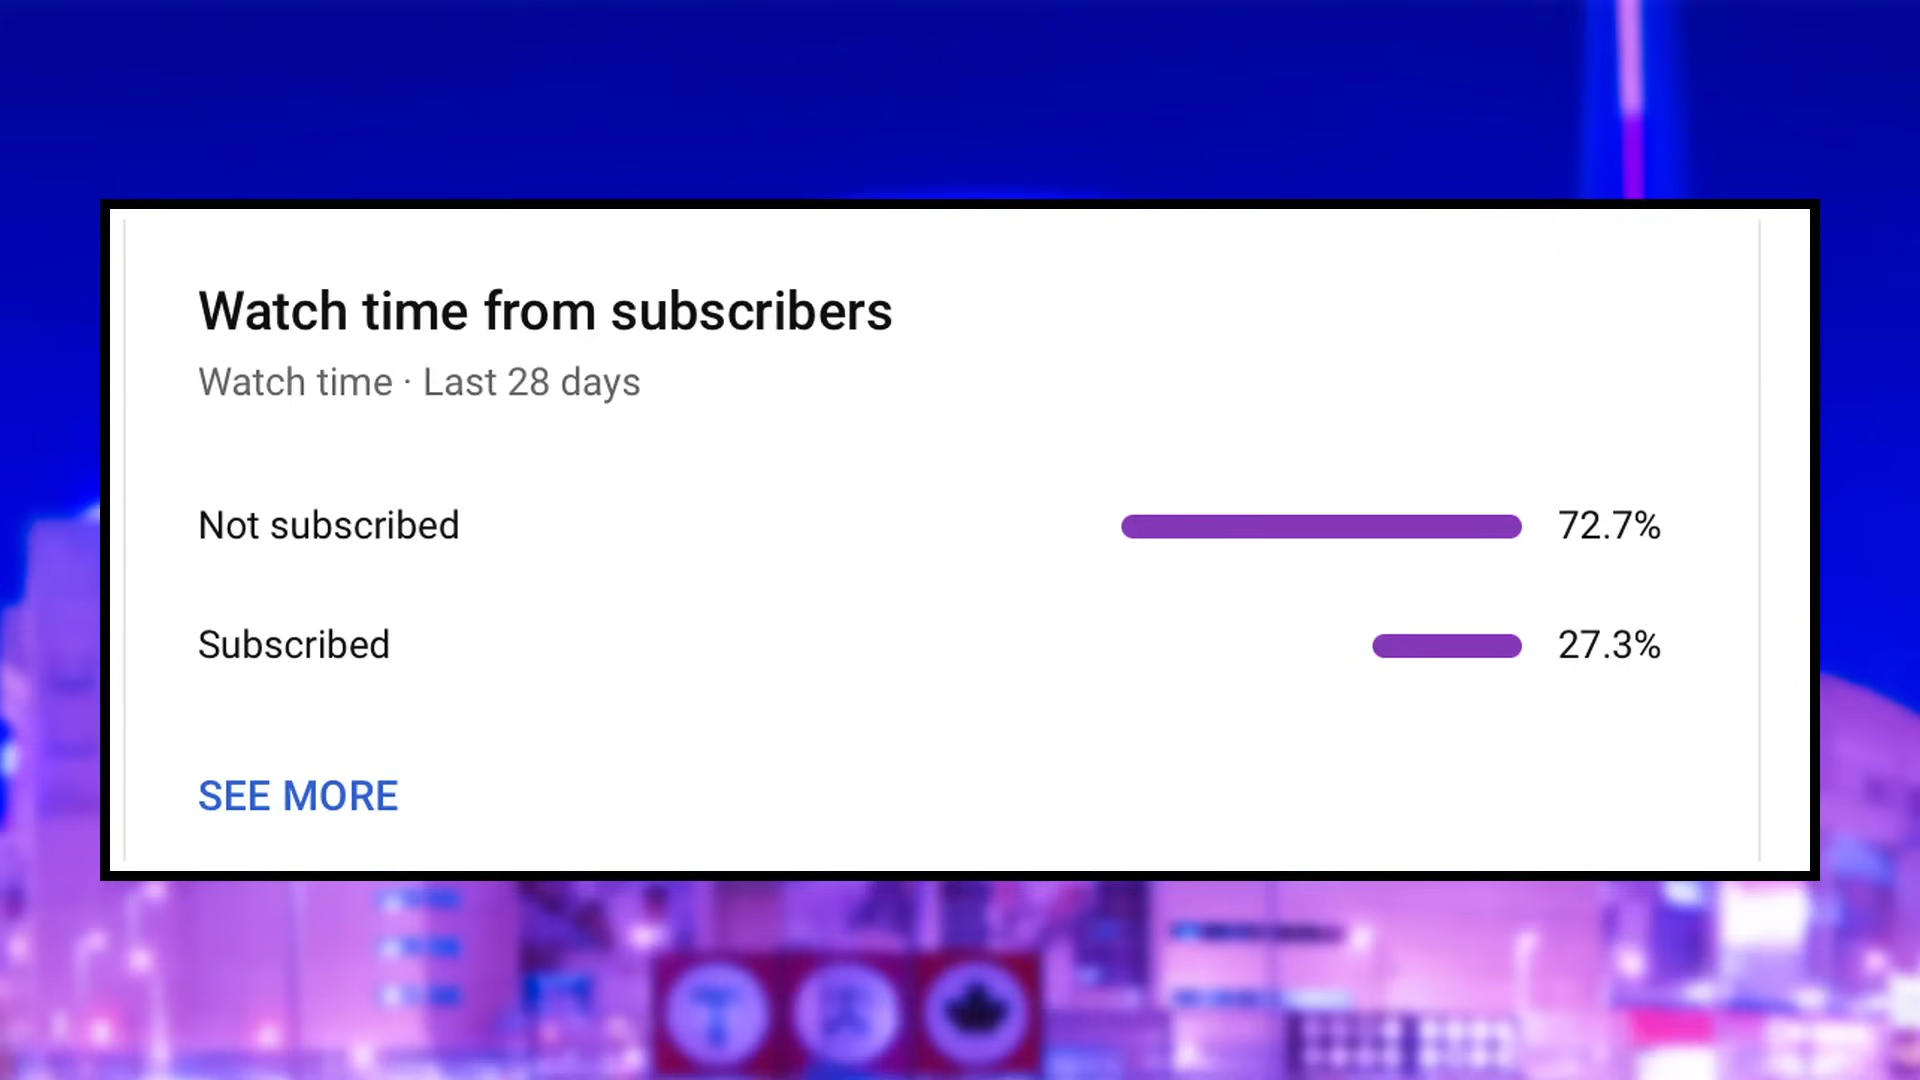 Watch time from subscribers
Watch time · Last 28 days
Not subscribed 72.7%
Subscribed 27.3%
SEE MORE